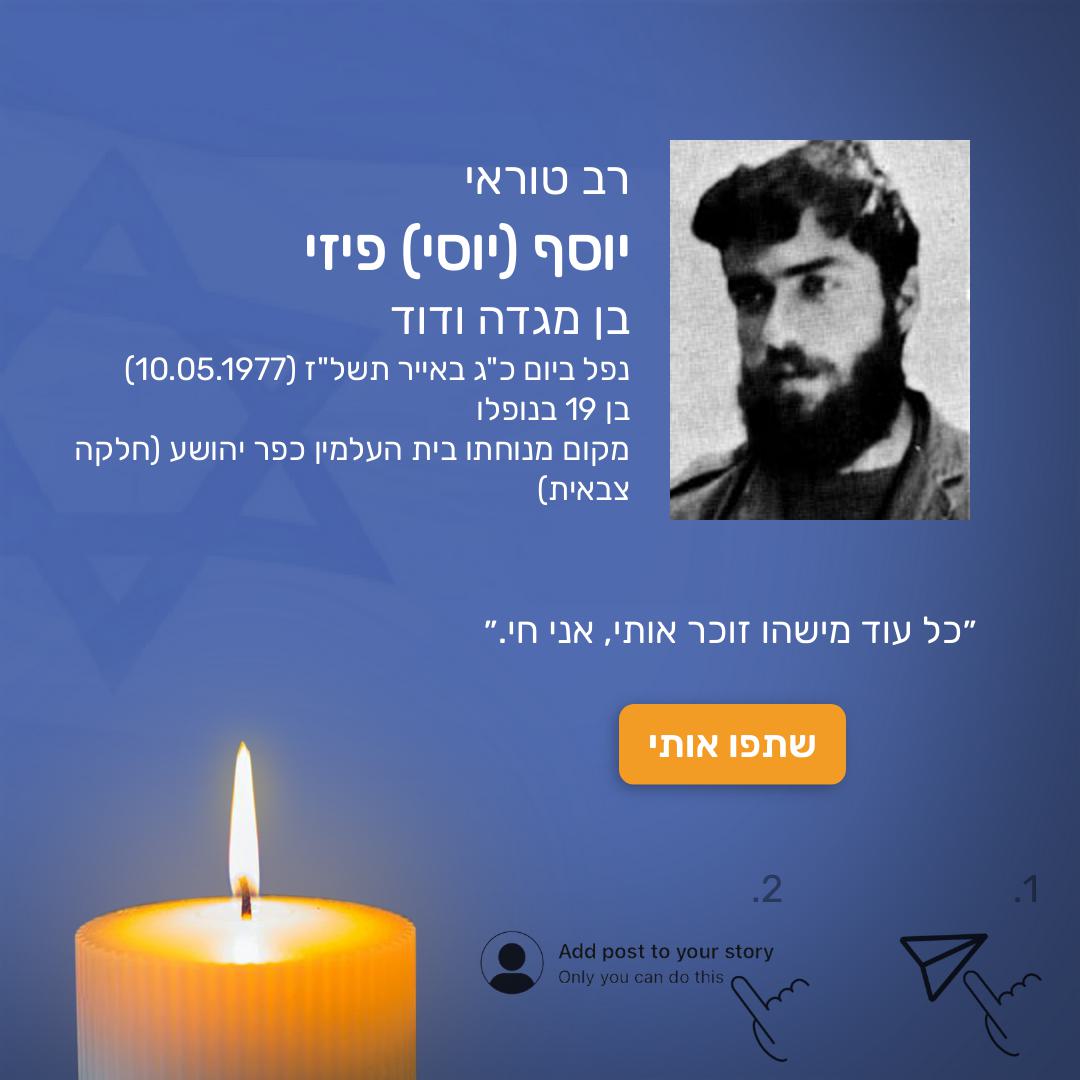 רב טוראי
יוסף (יוסי) פיזי
בן מגדה ודוד
נפל ביום כ"ג באייר תשל"ז (10.05.1977)
בן 19 בנופלו
מקום מנוחתו בית העלמין כפר יהושע (חלקה
צבאית)
״כל עוד מישהו זוכר אותי, אני חי.״
שתפו אותי
.1
.2
Add post to your story
Only you can do this